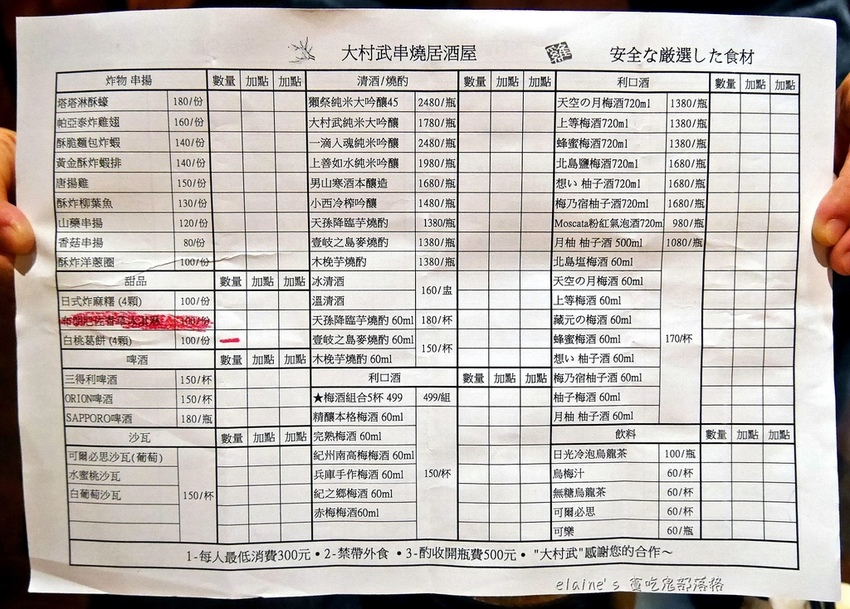 大村武串燒居酒屋 雞 安全な厳選した食材
炸物 串揚 數量 加點 加點
塔塔淋酥蠔 180/份
帕亞泰炸雞翅 160/份
酥脆麵包炸蝦 140/份
黃金酥炸蝦排 140/份
唐揚雞 150/份
酥炸柳葉魚 130/份
山藥串揚 120/份
香菇串揚 80/份
酥炸洋蔥圈 100/份
甜品 數量 加點 加點
日式炸麻糬 (4顆) 100/份
100/份
白桃葛餅 (4顆) 100/份
啤酒 數量 加點 加點
三得利啤酒 150/杯
ORION啤酒 150/杯
SAPPORO啤酒 180/瓶
沙瓦 數量 加點 加點
可爾必思沙瓦(葡萄)
水蜜桃沙瓦
白葡萄沙瓦
150/杯
清酒/燒酌 數量 加點 加點
獺祭純米大吟釀45 2480/瓶
大村武純米大吟釀 1780/瓶
一滴入魂純米吟釀 2480/瓶
上善如水純米吟釀 1980/瓶
男山寒酒本釀造 1680/瓶
小西冷榨吟釀 1480/瓶
天孫降臨芋燒酌 1380/瓶
壹岐之島麥燒酌 1380/瓶
木挽芋燒酌 1380/瓶
冰清酒
溫清酒
160/盅
天孫降臨芋燒酌 60ml 180/杯
壹岐之島麥燒酌 60ml
木挽芋燒酌 60ml
150/杯
利口酒 數量 加點 加點
★梅酒組合5杯 499 499/組
精釀本格梅酒 60ml
完熟梅酒 60ml
紀州南高梅梅酒 60ml
兵庫手作梅酒 60ml
紀之鄉梅酒 60ml
赤梅梅酒60ml
150/杯
利口酒 數量 加點 加點
天空の月梅酒720ml 1380/瓶
上等梅酒720ml 1380/瓶
蜂蜜梅酒720ml 1380/瓶
北島鹽梅酒720ml 1380/瓶
想い 柚子酒720ml 1680/瓶
梅乃宿柚子酒720ml 1680/瓶
Moscata粉紅氣泡酒720m 980/瓶
月柚 柚子酒 500ml 1080/瓶
北島塩梅酒 60ml
天空の月梅酒 60ml
上等梅酒 60ml
藏元の梅酒 60ml
蜂蜜梅酒 60ml
想い 柚子酒 60ml
梅乃宿柚子酒 60ml
柚子梅酒 60ml
月柚 柚子酒 60ml
170/杯
飲料 數量 加點 加點
日光冷泡烏龍茶 100/瓶
烏梅汁 60/杯
無糖烏龍茶 60/杯
可爾必思 60/杯
可樂 60/瓶
1-每人最低消費300元•2-禁帶外食 •3-酌收開瓶費500元• "大村武"感謝您的合作～
elaine's 貪吃鬼部落格